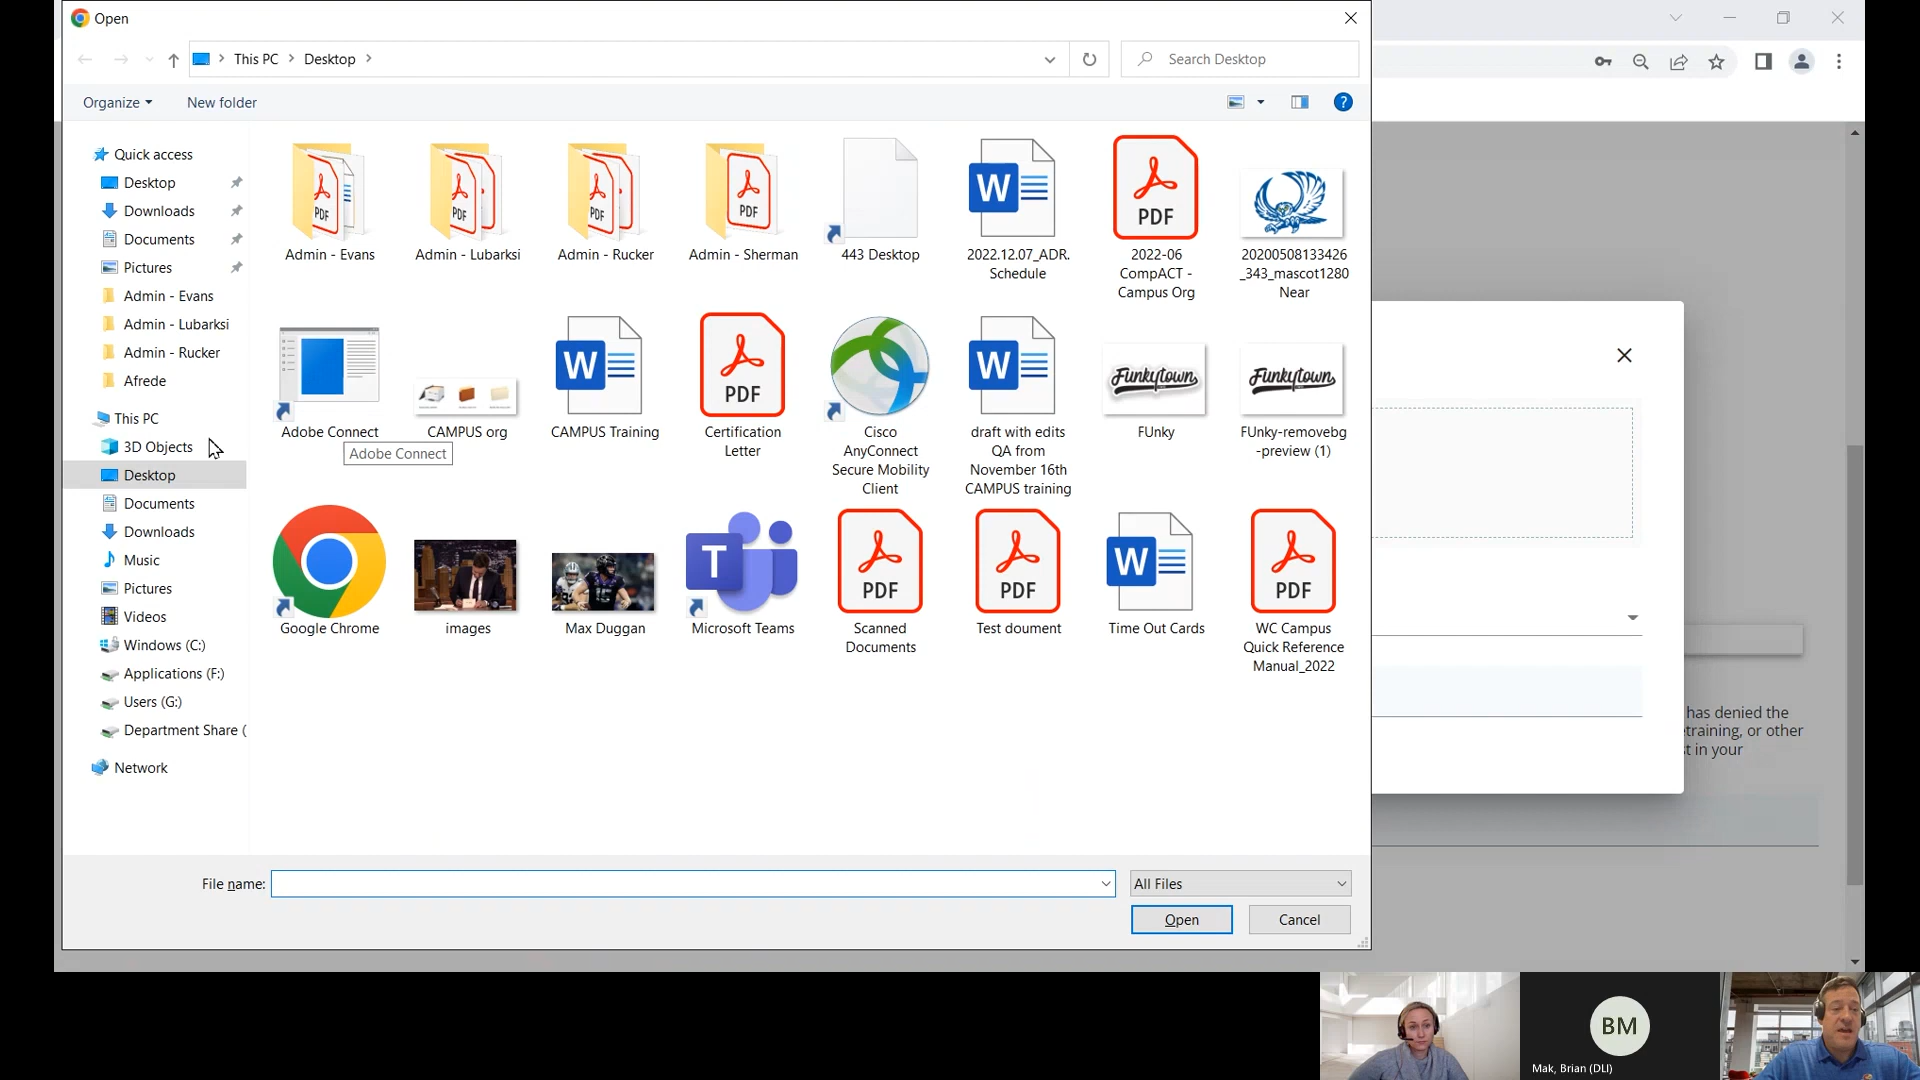 Open
This PC
Desktop
Search Desktop
Organize
New folder
?
Quick access
Desktop
Downloads
Documents
Pictures
Admin - Evans
Admin - Lubarksi
Admin - Rucker
Afrede
This PC
3D Objects
Desktop
Documents
Downloads
Music
Pictures
Videos
Windows (C:)
Applications (F:)
Users (G:)
Department Share (
Network
PDF
Admin - Evans
PDF
Admin - Lubarksi
PDF
Admin - Rucker
PDF
Admin - Sherman
443 Desktop
W
2022.12.07_ADR.
Schedule
PDF
2022-06
CompACT -
Campus Org
20200508133426
_343_mascot1280
Near
Adobe Connect
Adobe Connect
CAMPUS org
W
CAMPUS Training
PDF
Certification
Letter
Cisco
AnyConnect
Secure Mobility
Client
W
draft with edits
QA from
November 16th
CAMPUS training
Funkytown
FUnky
Funkytown
FUnky-removebg
-preview (1)
Google Chrome
images
Max Duggan
T
Microsoft Teams
PDF
Scanned
Documents
PDF
Test doument
W
Time Out Cards
PDF
WC Campus
Quick Reference
Manual_2022
File name:
All Files
Open
Cancel
has denied the
etraining, or other
st in your
BM
Mak, Brian (DLI)